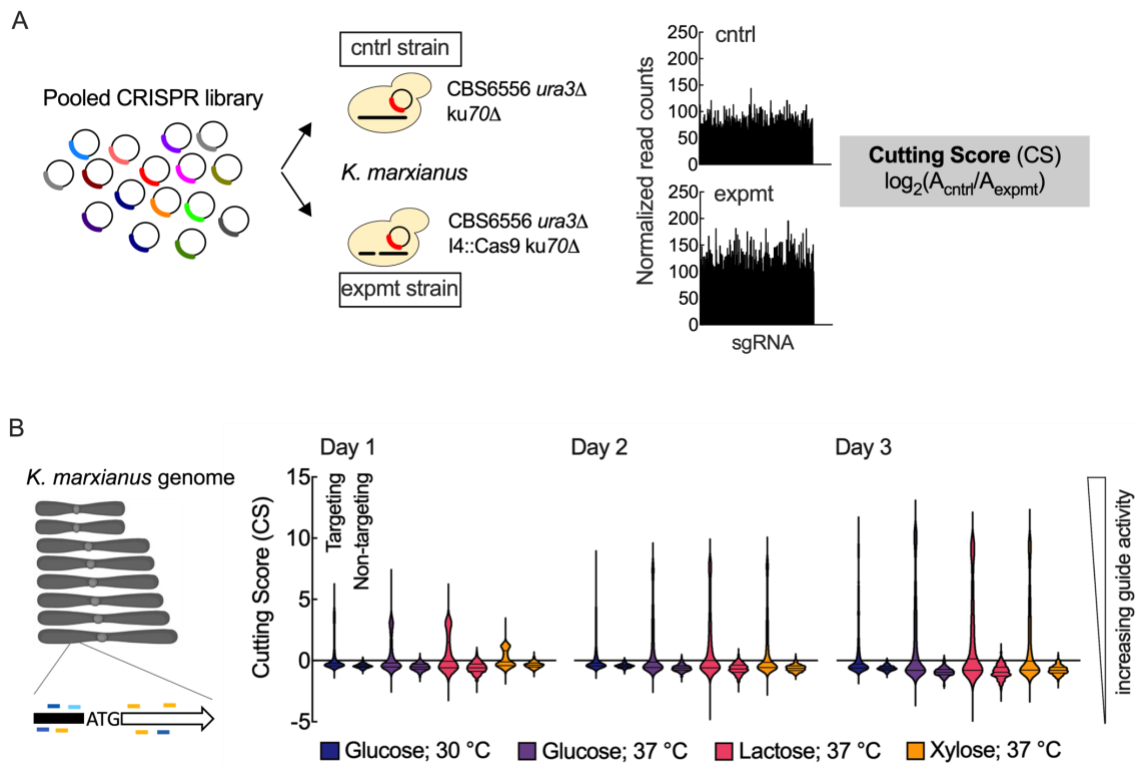 A
Pooled CRISPR library
cntrl strain
CBS6556 ura3Δ
ku70Δ
K. marxianus
CBS6556 ura3Δ
I4::Cas9 ku70Δ
expmt strain
Normalized read counts
cntrl
250
200
150
100
50
0
expmt
250
200
150
100
50
0
sgRNA
Cutting Score (CS)
log2(Acntrl/Aexpmt)
B
K. marxianus genome
ATG
Day 1
Day 2
Day 3
Cutting Score (CS)
15
10
5
0
-5
Targeting
Non-targeting
increasing guide activity
Glucose; 30 °C
Glucose; 37 °C
Lactose; 37 °C
Xylose; 37 °C